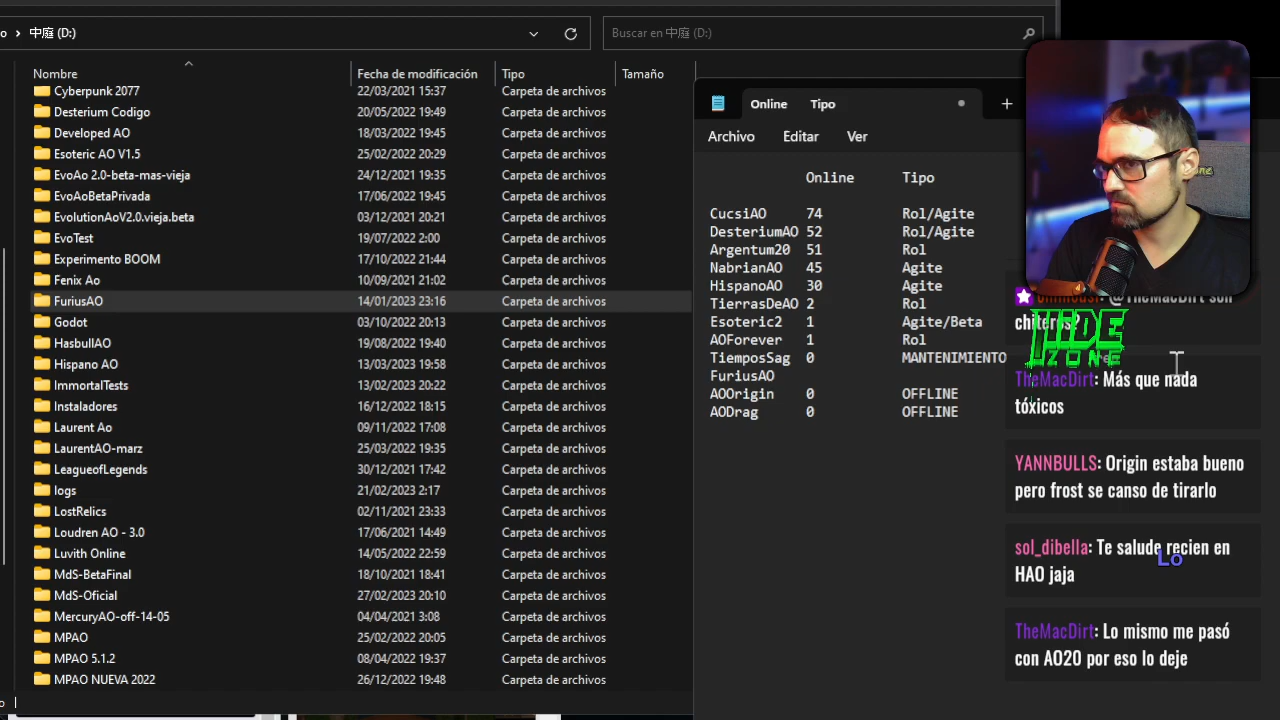 o › 中庭 (D:)
Buscar en 中庭 (D:)
Nombre Fecha de modificación Tipo Tamaño
Cyberpunk 2077 22/03/2021 15:37 Carpeta de archivos
Desterium Codigo 20/05/2022 19:49 Carpeta de archivos
Developed AO 18/03/2022 19:45 Carpeta de archivos
Esoteric AO V1.5 25/02/2022 20:29 Carpeta de archivos
EvoAo 2.0-beta-mas-vieja 24/12/2021 19:35 Carpeta de archivos
EvoAoBetaPrivada 17/06/2022 19:45 Carpeta de archivos
EvolutionAoV2.0.vieja.beta 03/12/2021 20:21 Carpeta de archivos
EvoTest 19/07/2022 2:00 Carpeta de archivos
Experimento BOOM 17/10/2022 21:44 Carpeta de archivos
Fenix Ao 10/09/2021 21:02 Carpeta de archivos
FuriusAO 14/01/2023 23:16 Carpeta de archivos
Godot 03/10/2022 20:13 Carpeta de archivos
HasbullAO 19/08/2022 19:40 Carpeta de archivos
Hispano AO 13/03/2023 19:58 Carpeta de archivos
ImmortalTests 13/02/2023 20:22 Carpeta de archivos
Instaladores 16/12/2022 18:15 Carpeta de archivos
Laurent Ao 09/11/2022 17:08 Carpeta de archivos
LaurentAO-marz 25/03/2022 19:35 Carpeta de archivos
LeagueofLegends 30/12/2021 17:42 Carpeta de archivos
logs 21/02/2023 2:17 Carpeta de archivos
LostRelics 02/11/2021 23:33 Carpeta de archivos
Loudren AO - 3.0 17/06/2021 14:49 Carpeta de archivos
Luvith Online 14/05/2022 22:59 Carpeta de archivos
MdS-BetaFinal 18/10/2021 18:41 Carpeta de archivos
MdS-Oficial 27/02/2023 20:10 Carpeta de archivos
MercuryAO-off-14-05 04/04/2021 3:08 Carpeta de archivos
MPAO 25/02/2022 20:05 Carpeta de archivos
MPAO 5.1.2 08/04/2022 19:37 Carpeta de archivos
MPAO NUEVA 2022 26/12/2022 19:48 Carpeta de archivos
o
Online Tipo
Archivo Editar Ver
Online Tipo
CucsiAO 74 Rol/Agite
DesteriumAO 52 Rol/Agite
Argentum20 51 Rol
NabrianAO 45 Agite
HispanoAO 30 Agite
TierrasDeAO 2 Rol
Esoteric2 1 Agite/Beta
AOForever 1 Rol
TiemposSag 0 MANTENIMIENTO
FuriusAO
AOOrigin 0 OFFLINE
AODrag 0 OFFLINE
@TheMacDirt son
chiteros?
ZONE
TheMacDirt: Más que nada
tóxicos
YANNBULLS: Origin estaba bueno
pero frost se canso de tirarlo
sol_dibella: Te salude recien en
HAO jaja
Lo
TheMacDirt: Lo mismo me pasó
con AO20 por eso lo deje